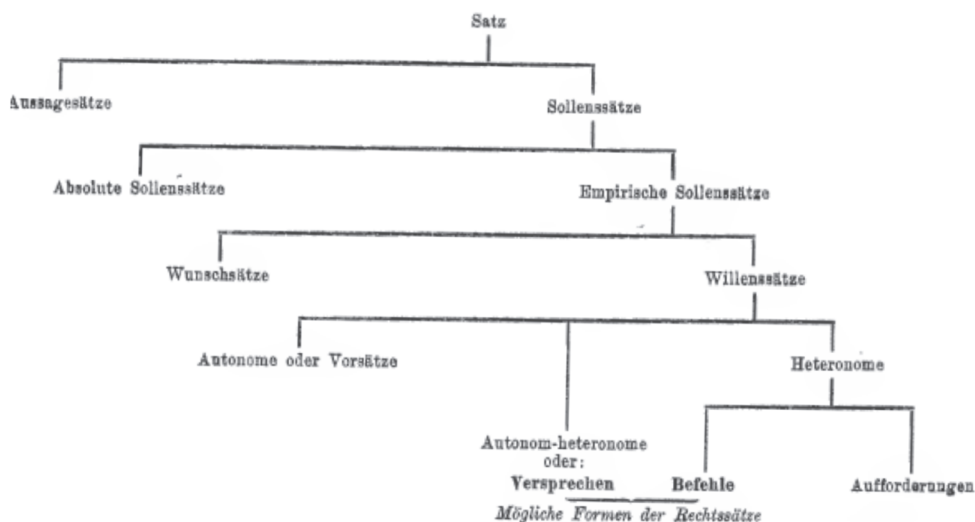 Satz
Aussagesätze
Sollenssätze
Absolute Sollenssätze
Empirische Sollenssätze
Wunschsätze
Willenssätze
Autonome oder Vorsätze
Heteronome
Autonom-heteronome
oder:
Versprechen
Befehle
Aufforderungen
Mögliche Formen der Rechtssätze